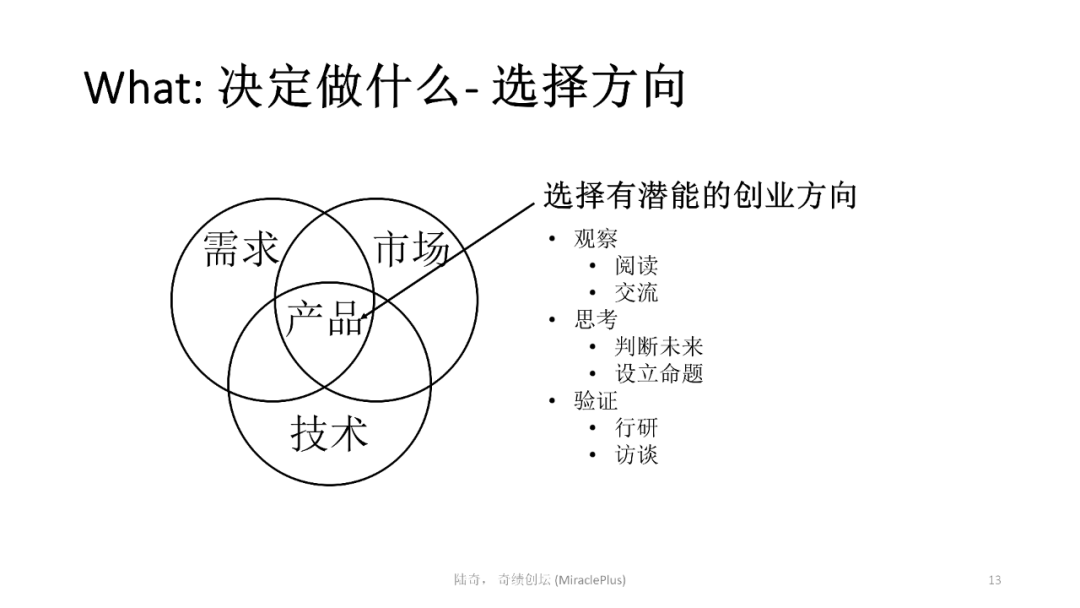 What: 决定做什么- 选择方向
需求
市场
产品
技术
选择有潜能的创业方向
• 观察
• 阅读
• 交流
• 思考
• 判断未来
• 设立命题
• 验证
• 行研
• 访谈
陆奇， 奇绩创坛 (MiraclePlus)
13